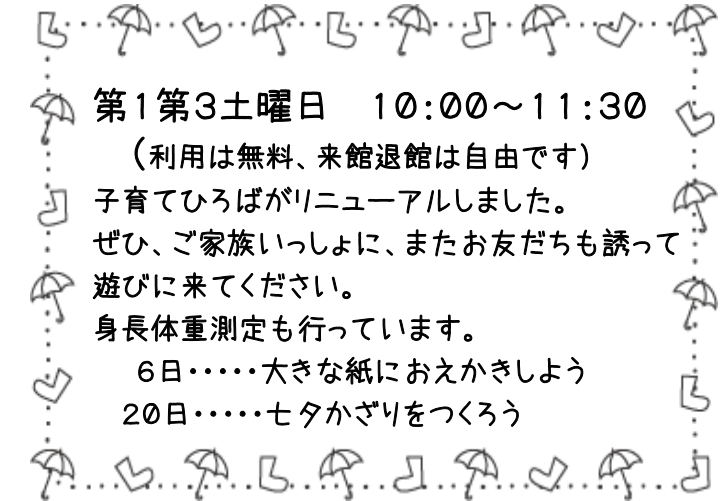 第1第3土曜日　10:00～11:30
（利用は無料、来館退館は自由です）
子育てひろばがリニューアルしました。
ぜひ、ご家族いっしょに、またお友だちも誘って
遊びに来てください。
身長体重測定も行っています。
6日・・・・・大きな紙におえかきしよう
20日・・・・・七夕かざりをつくろう